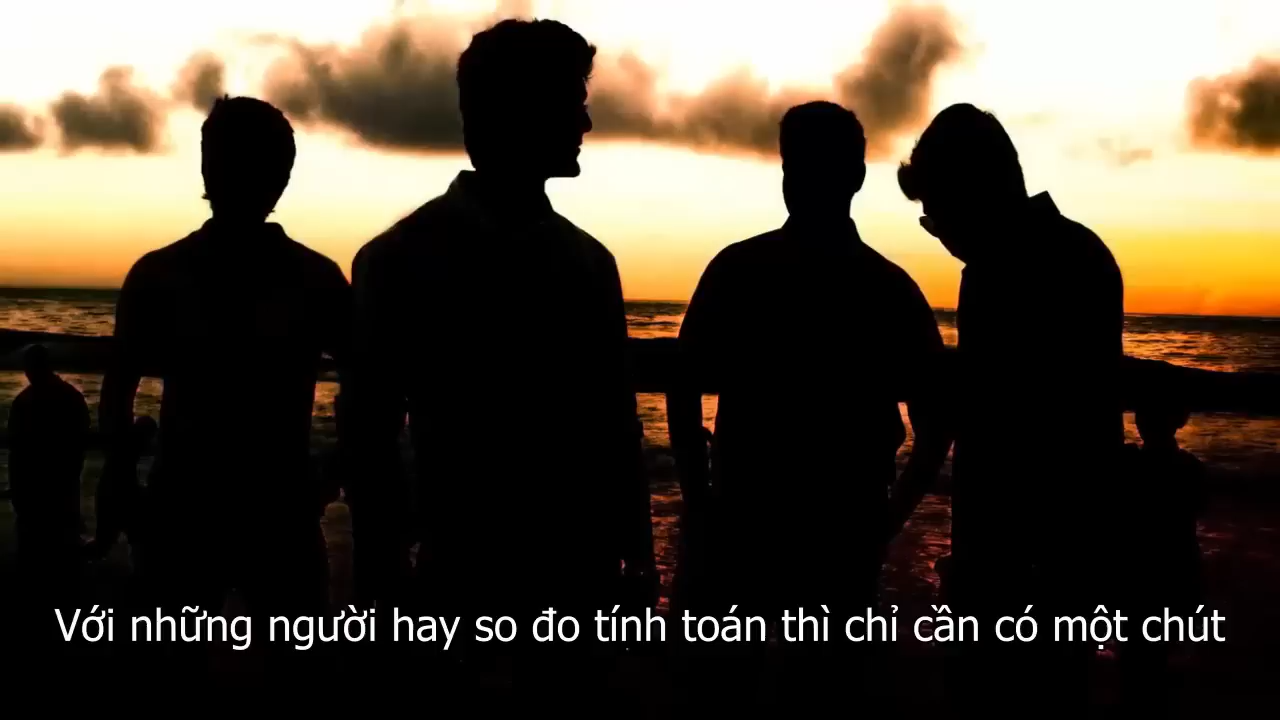 Với những người hay so đo tính toán thì chỉ cần có một chút